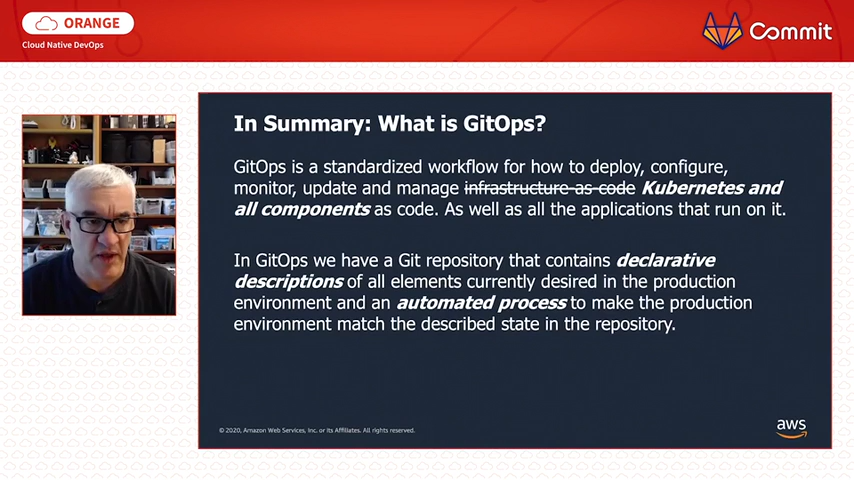 ORANGE
Cloud Native DevOps
Commit
In Summary: What is GitOps?
GitOps is a standardized workflow for how to deploy, configure,
monitor, update and manage infrastructure-as-code Kubernetes and
all components as code. As well as all the applications that run on it.
In GitOps we have a Git repository that contains declarative
descriptions of all elements currently desired in the production
environment and an automated process to make the production
environment match the described state in the repository.
© 2020, Amazon Web Services, Inc. or its Affiliates. All rights reserved.
aws